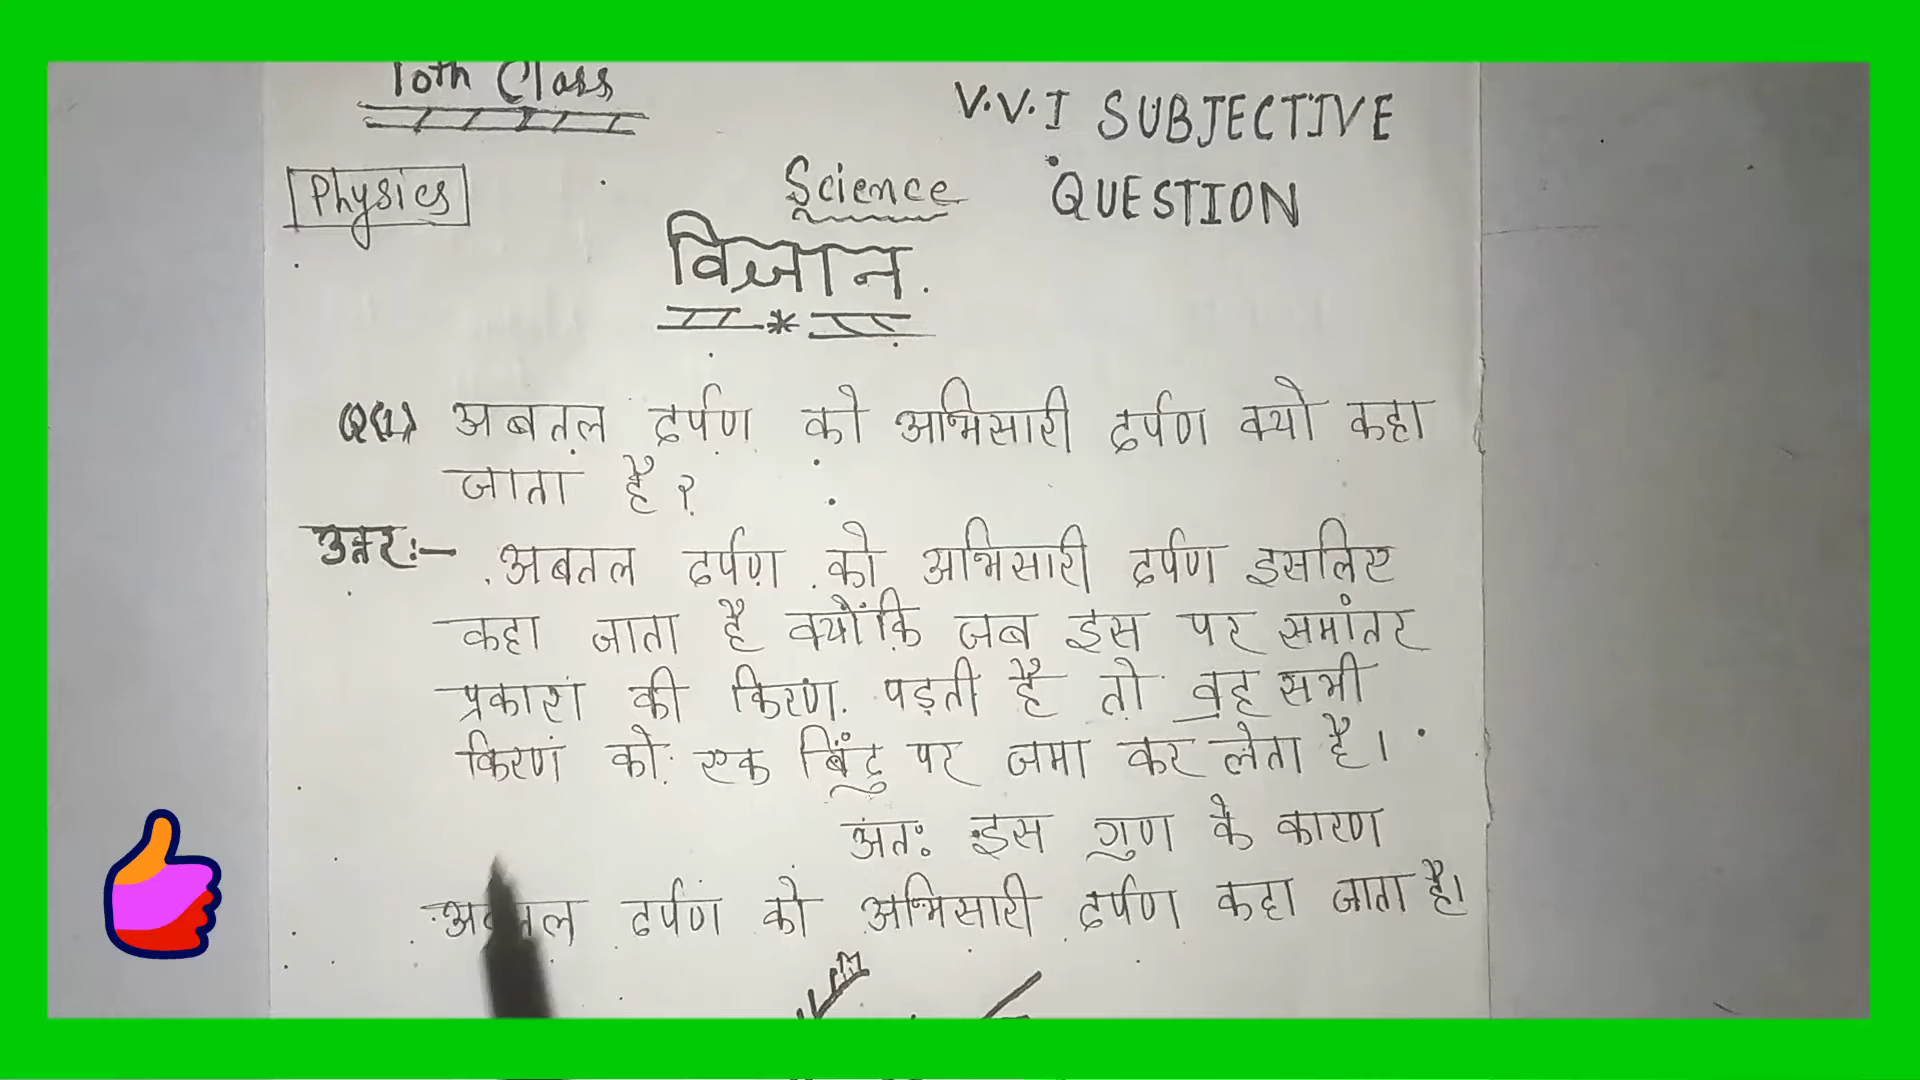 10th Class
V.V.I SUBJECTIVE
Physics
Science
QUESTION
विज्ञान.
Q(1) अबतल दर्पण को अभिसारी दर्पण क्यो कहा
जाता है ?
उत्तर:- अबतल दर्पण को अभिसारी दर्पण इसलिए
कहा जाता है क्योंकि जब इस पर समांतर
प्रकाश की किरण पड़ती है तो वह सभी
किरणं को एक बिंदु पर जमा कर लेता है।
अंत: इस गुण के कारण
अबतल दर्पण को अभिसारी दर्पण कहा जाता है।